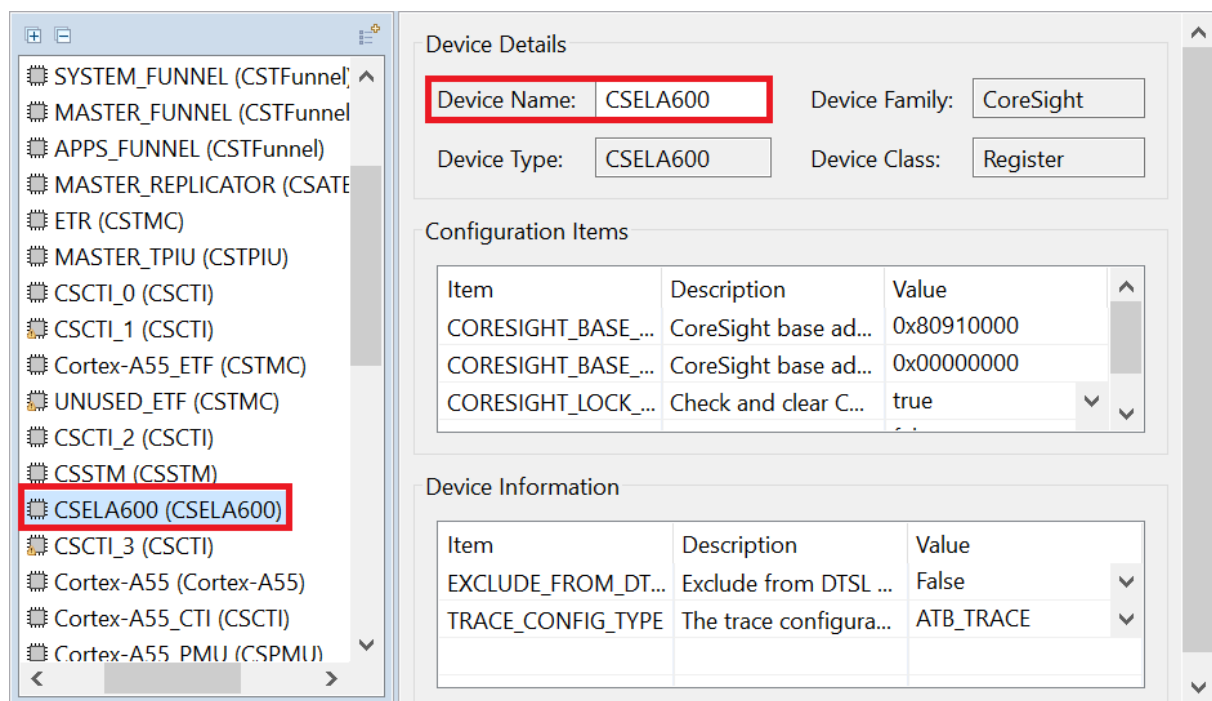 SYSTEM_FUNNEL (CSTFunnel)
MASTER_FUNNEL (CSTFunnel
APPS_FUNNEL (CSTFunnel)
MASTER_REPLICATOR (CSATE
ETR (CSTMC)
MASTER_TPIU (CSTPIU)
CSCTI_0 (CSCTI)
CSCTI_1 (CSCTI)
Cortex-A55_ETF (CSTMC)
UNUSED_ETF (CSTMC)
CSCTI_2 (CSCTI)
CSSTM (CSSTM)
CSELA600 (CSELA600)
CSCTI_3 (CSCTI)
Cortex-A55 (Cortex-A55)
Cortex-A55_CTI (CSCTI)
Cortex-A55_PMU (CSPMU)
Device Details
Device Name: CSELA600 Device Family: CoreSight
Device Type: CSELA600 Device Class: Register
Configuration Items
Item Description Value
CORESIGHT_BASE_... CoreSight base ad... 0x80910000
CORESIGHT_BASE_... CoreSight base ad... 0x00000000
CORESIGHT_LOCK_... Check and clear C... true
Device Information
Item Description Value
EXCLUDE_FROM_DT... Exclude from DTSL ... False
TRACE_CONFIG_TYPE The trace configura... ATB_TRACE